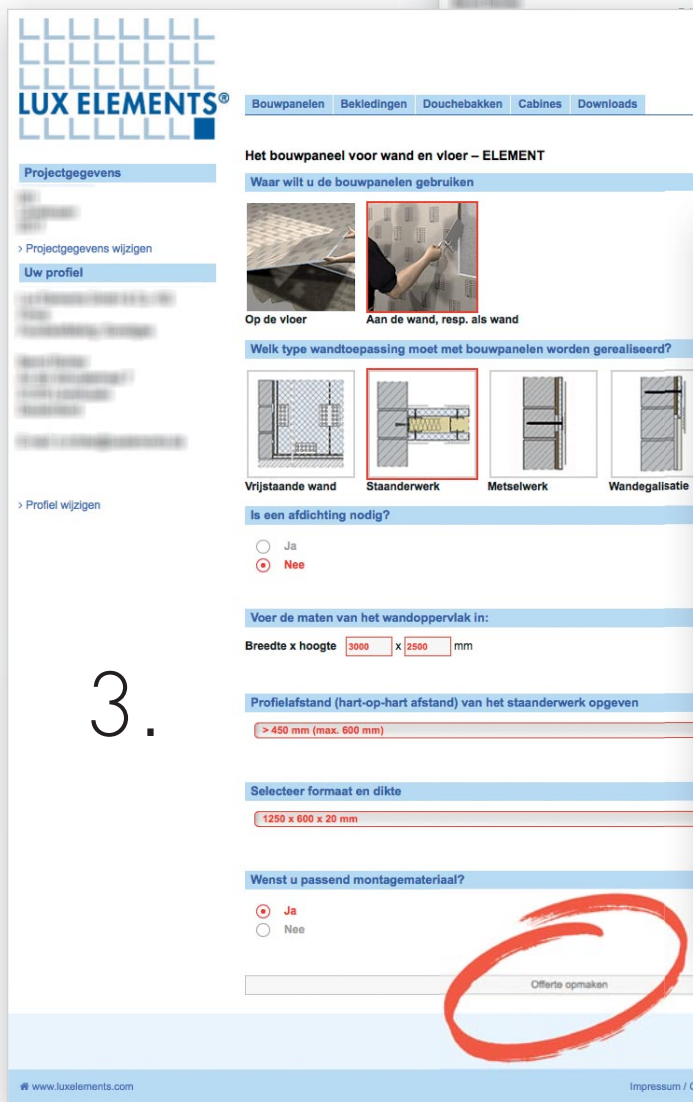 LUX ELEMENTS®
Bouwpanelen Bekledingen Douchebakken Cabines Downloads
Projectgegevens
> Projectgegevens wijzigen
Uw profiel
> Profiel wijzigen
3.
Het bouwpaneel voor wand en vloer – ELEMENT
Waar wilt u de bouwpanelen gebruiken
Op de vloer
Aan de wand, resp. als wand
Welk type wandtoepassing moet met bouwpanelen worden gerealiseerd?
Vrijstaande wand
Staanderwerk
Metselwerk
Wandegalisatie
Is een afdichting nodig?
Ja
Nee
Voer de maten van het wandoppervlak in:
Breedte x hoogte 3000 x 2500 mm
Profielafstand (hart-op-hart afstand) van het staanderwerk opgeven
> 450 mm (max. 600 mm)
Selecteer formaat en dikte
1250 x 600 x 20 mm
Wenst u passend montagemateriaal?
Ja
Nee
Offerte opmaken
www.luxelements.com
Impressum /